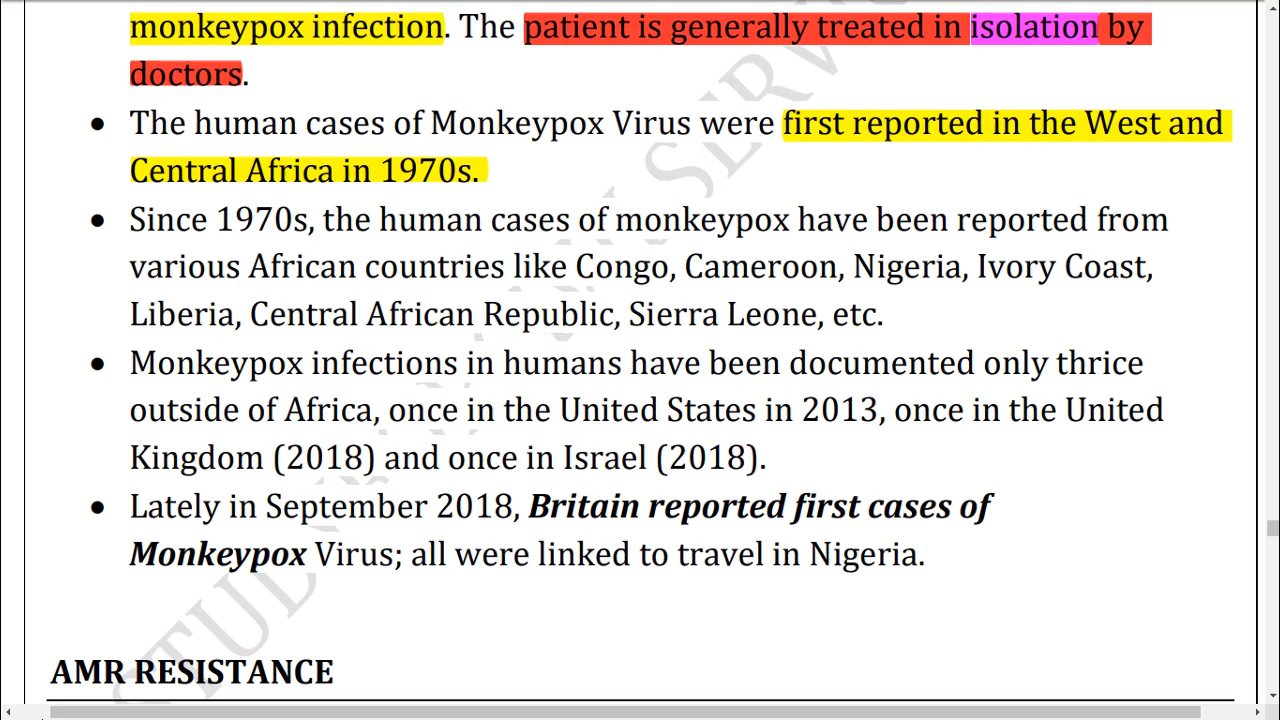 monkeypox infection. The patient is generally treated in isolation by
doctors.
• The human cases of Monkeypox Virus were first reported in the West and
Central Africa in 1970s.
• Since 1970s, the human cases of monkeypox have been reported from
various African countries like Congo, Cameroon, Nigeria, Ivory Coast,
Liberia, Central African Republic, Sierra Leone, etc.
• Monkeypox infections in humans have been documented only thrice
outside of Africa, once in the United States in 2013, once in the United
Kingdom (2018) and once in Israel (2018).
• Lately in September 2018, Britain reported first cases of
Monkeypox Virus; all were linked to travel in Nigeria.
AMR RESISTANCE